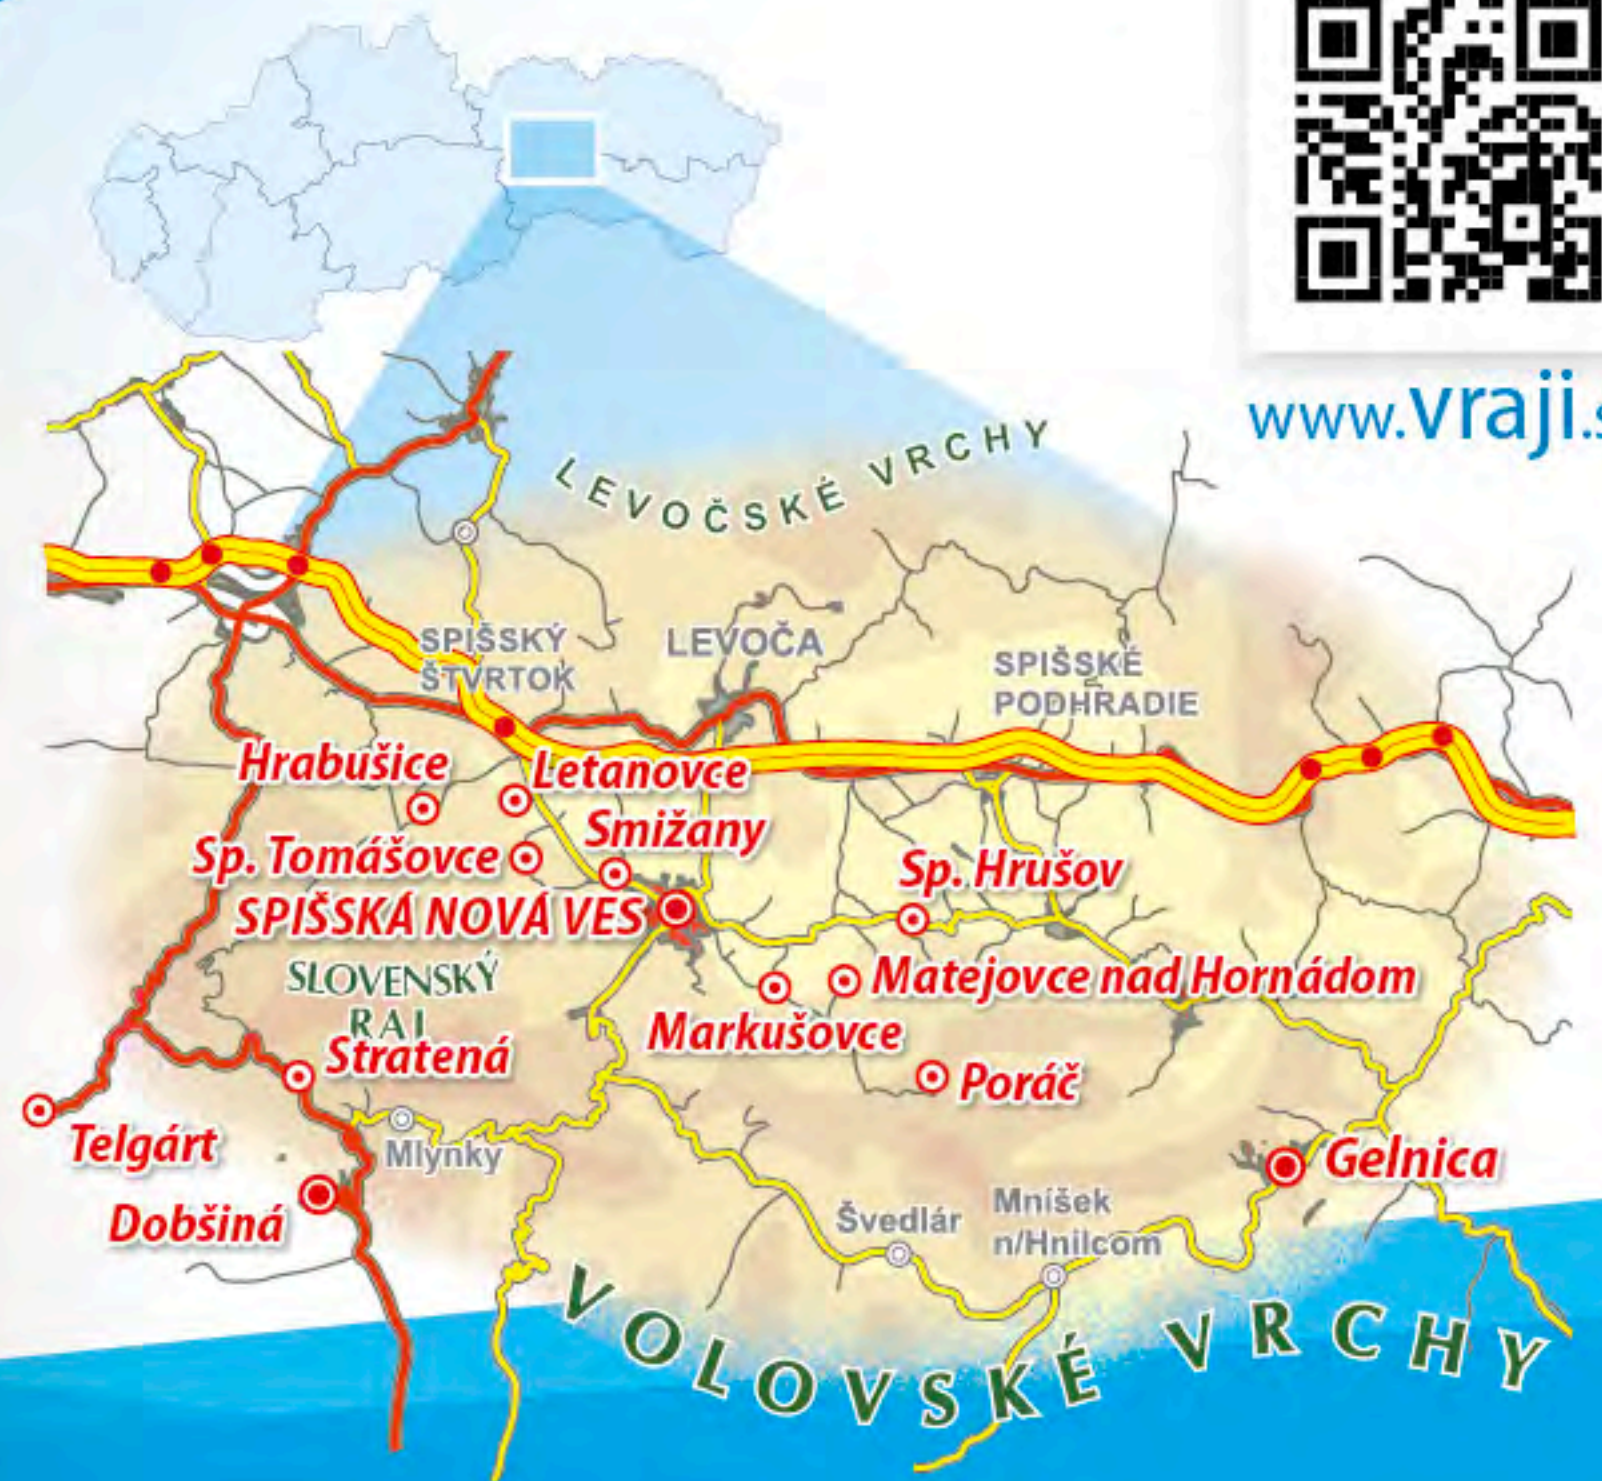 www.vraji.s
LEVOČSKÉ VRCHY
SPIŠSKÝ
ŠTVRTOK
LEVOČA
SPIŠSKÉ
PODHRADIE
Hrabušice
Letanovce
Smižany
Sp. Tomášovce
Sp. Hrušov
SPIŠSKÁ NOVÁ VES
SLOVENSKÝ
RAJ
Matejovce nad Hornádom
Markušovce
Stratená
Poráč
Telgárt
Mlynky
Gelnica
Dobšiná
Švedlár
Mníšek
n/Hnilcom
VOLOVSKÉ VRCHY